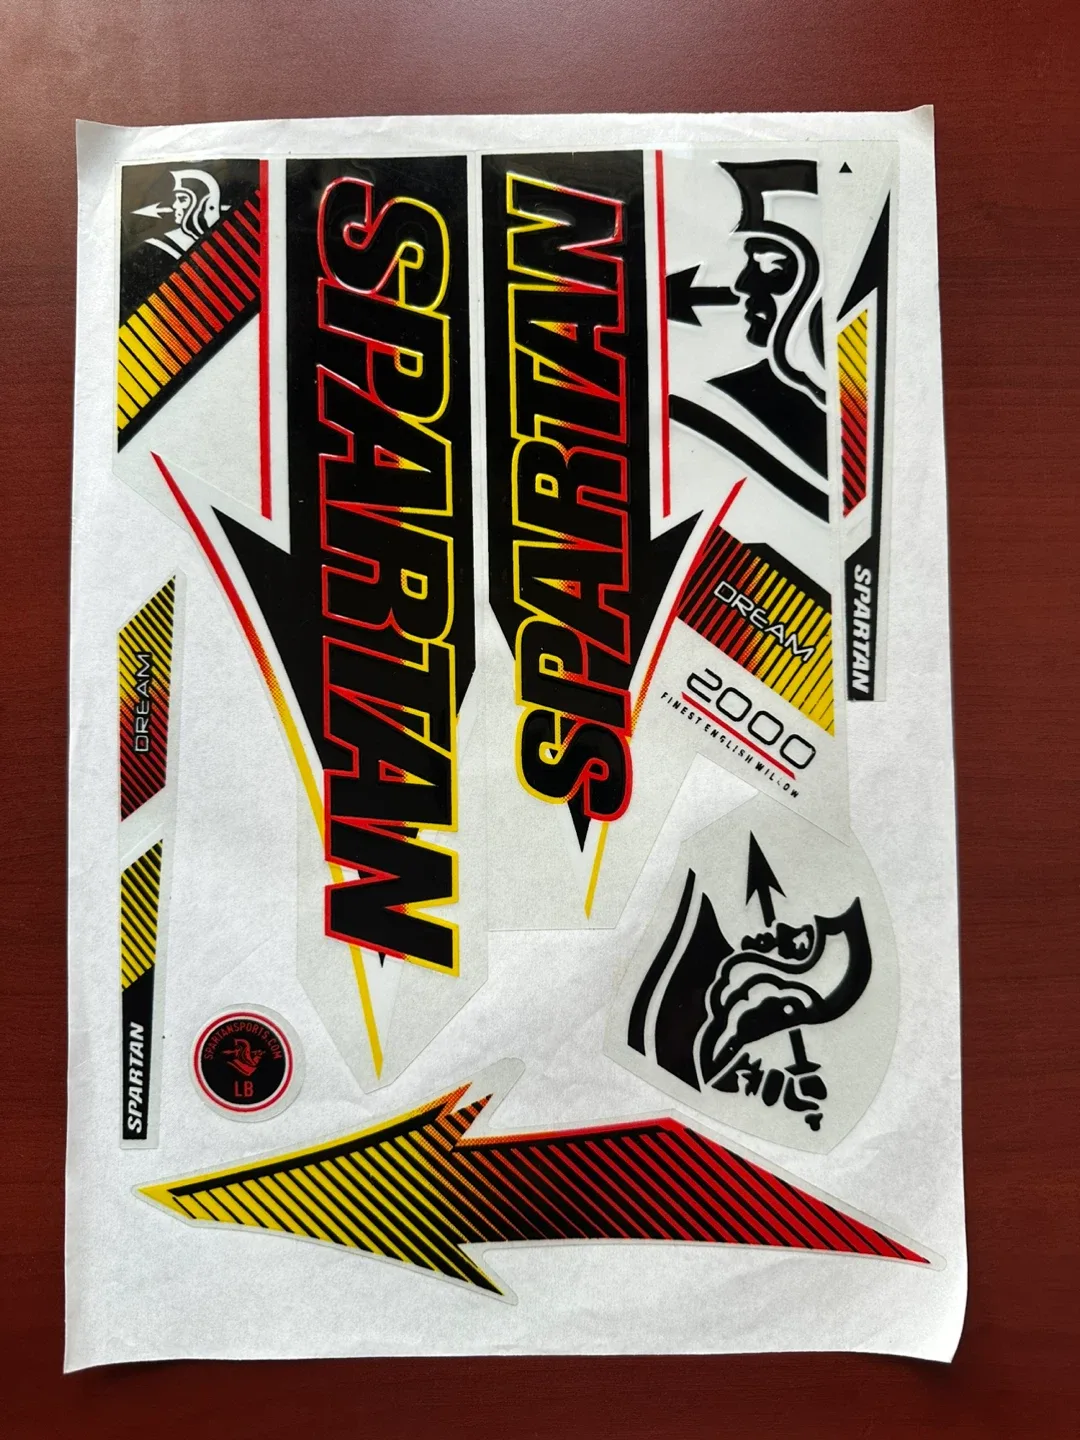 SPARTAN
SPARTAN
DREAM
2000
FINEST ENGLISH WILLOW
SPARTAN
DREAM
SPARTAN
SPARTANSPORTS.COM
LB